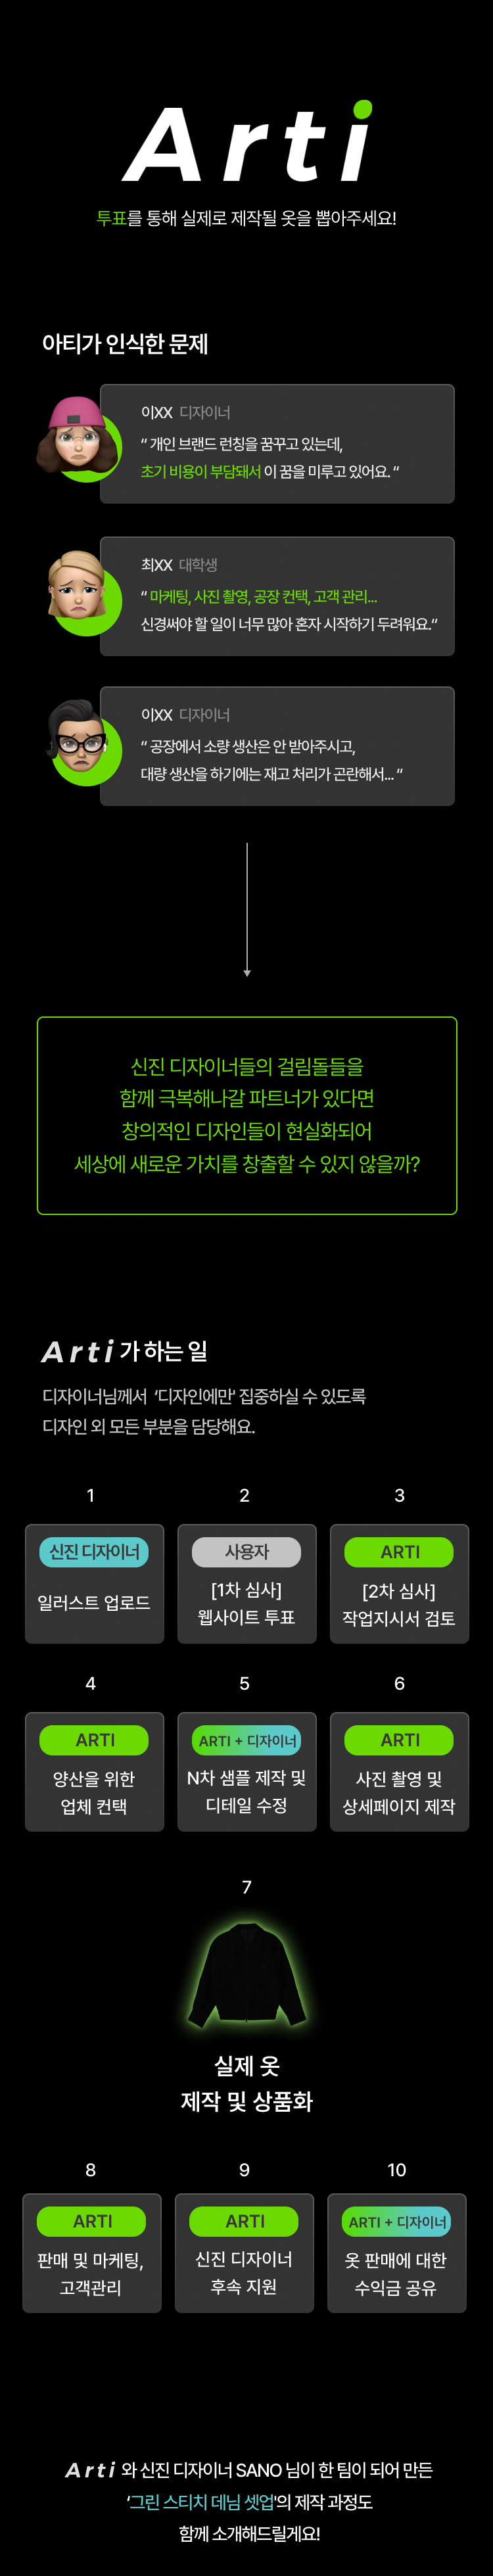 Arti
투표를 통해 실제로 제작될 옷을 뽑아주세요!
아티가 인식한 문제
이XX 디자이너
“ 개인 브랜드 런칭을 꿈꾸고 있는데,
초기 비용이 부담돼서 이 꿈을 미루고 있어요. “
최XX 대학생
“ 마케팅, 사진 촬영, 공장 컨택, 고객 관리...
신경써야 할 일이 너무 많아 혼자 시작하기 두려워요.“
이XX 디자이너
“ 공장에서 소량 생산은 안 받아주시고,
대량 생산을 하기에는 재고 처리가 곤란해서... “
신진 디자이너들의 걸림돌들을
함께 극복해나갈 파트너가 있다면
창의적인 디자인들이 현실화되어
세상에 새로운 가치를 창출할 수 있지 않을까?
Arti 가 하는 일
디자이너님께서 '디자인에만' 집중하실 수 있도록
디자인 외 모든 부분을 담당해요.
1
신진 디자이너
일러스트 업로드
2
사용자
[1차 심사]
웹사이트 투표
3
ARTI
[2차 심사]
작업지시서 검토
4
ARTI
양산을 위한
업체 컨택
5
ARTI + 디자이너
N차 샘플 제작 및
디테일 수정
6
ARTI
사진 촬영 및
상세페이지 제작
7
실제 옷
제작 및 상품화
8
ARTI
판매 및 마케팅,
고객관리
9
ARTI
신진 디자이너
후속 지원
10
ARTI + 디자이너
옷 판매에 대한
수익금 공유
Arti 와 신진 디자이너 SANO 님이 한 팀이 되어 만든
'그린 스티치 데님 셋업'의 제작 과정도
함께 소개해드릴게요!